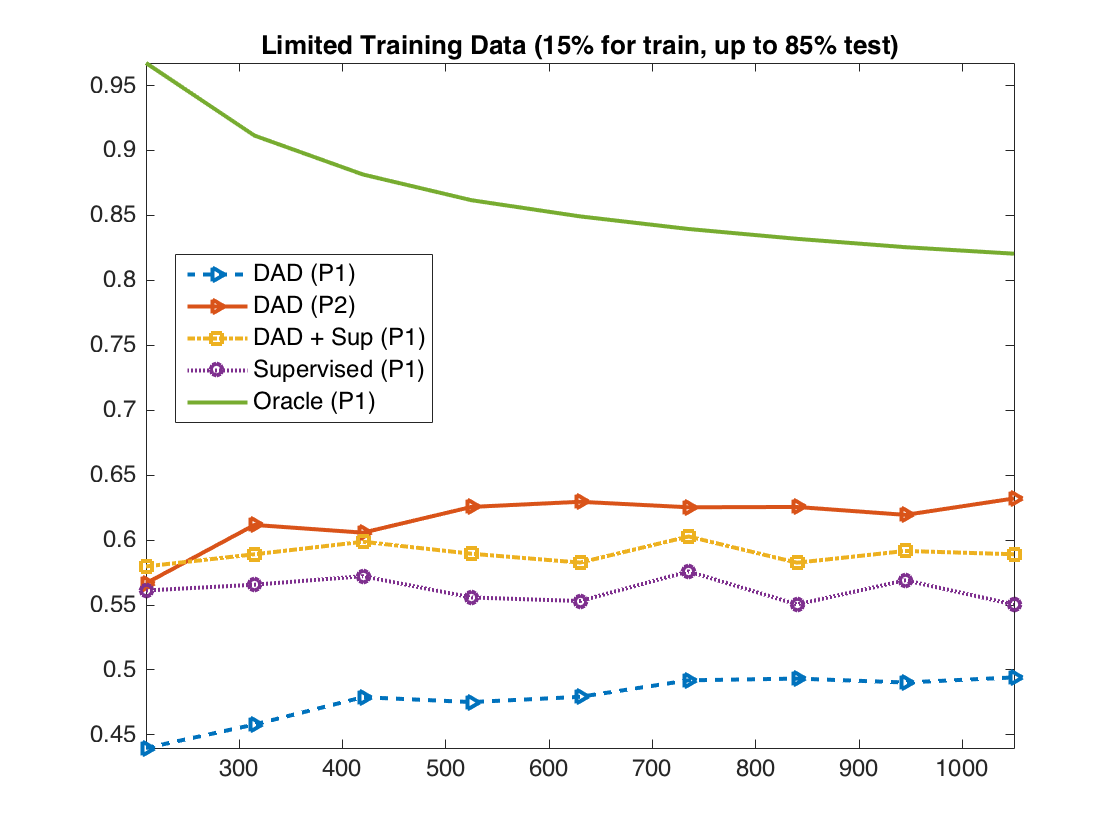 Limited Training Data (15% for train, up to 85% test)
0.95
0.9
0.85
0.8
0.75
0.7
0.65
0.6
0.55
0.5
0.45
DAD (P1)
DAD (P2)
DAD + Sup (P1)
Supervised (P1)
Oracle (P1)
300 400 500 600 700 800 900 1000